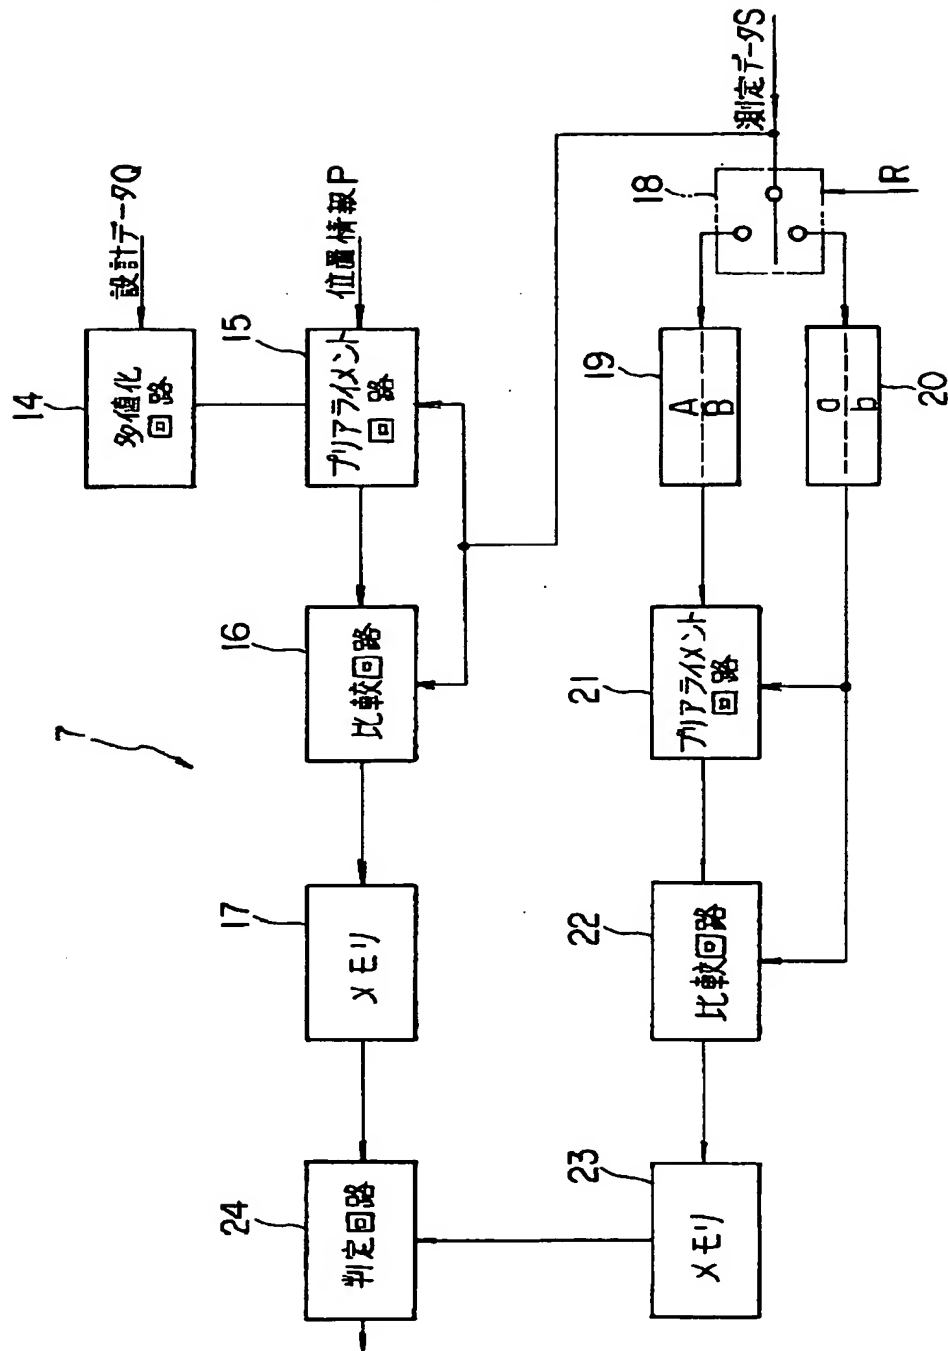 7
設計データQ
14
多値化
回路
位置情報P
15
プリアライメント
回路
16
比較回路
17
メモリ
24
判定回路
測定データS
18
R
19
A
B
20
a
b
21
プリアライメント
回路
22
比較回路
23
メモリ